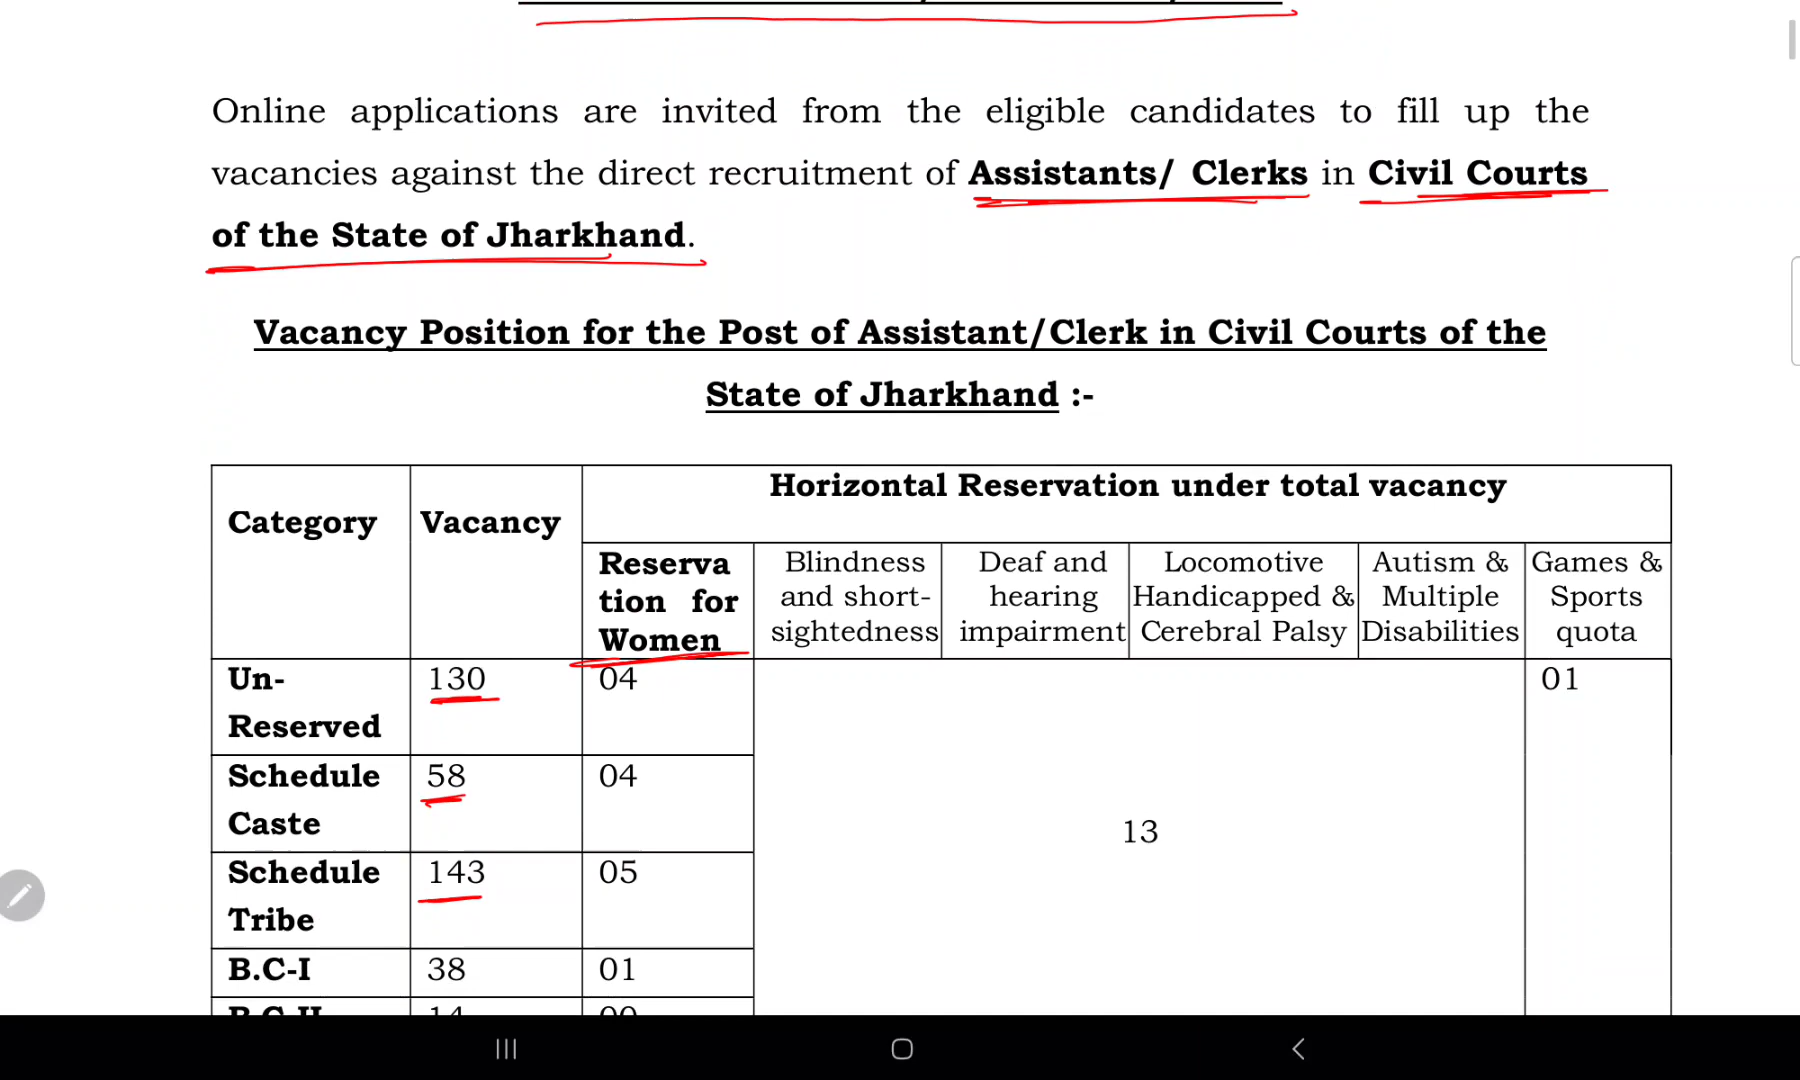 Online applications are invited from the eligible candidates to fill up the
vacancies against the direct recruitment of Assistants/ Clerks in Civil Courts
of the State of Jharkhand.
Vacancy Position for the Post of Assistant/Clerk in Civil Courts of the
State of Jharkhand :-
Category
Vacancy
Horizontal Reservation under total vacancy
Reserva
tion for
Women
Blindness
and short-
sightedness
Deaf and
hearing
impairment
Locomotive
Handicapped &
Cerebral Palsy
Autism &
Multiple
Disabilities
Games &
Sports
quota
Un-
Reserved
130
04
13
01
Schedule
Caste
58
04
Schedule
Tribe
143
05
B.C-I
38
01